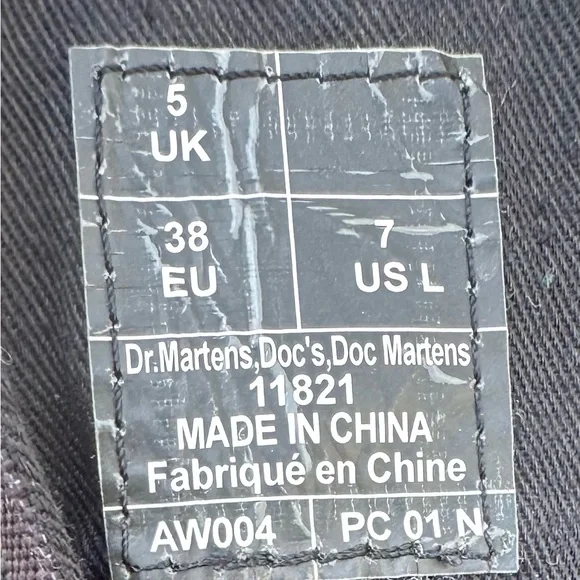 5
UK
38
EU
7
US L
Dr.Martens,Doc's,Doc Martens
11821
MADE IN CHINA
Fabriqué en Chine
AW004
PC 01 N